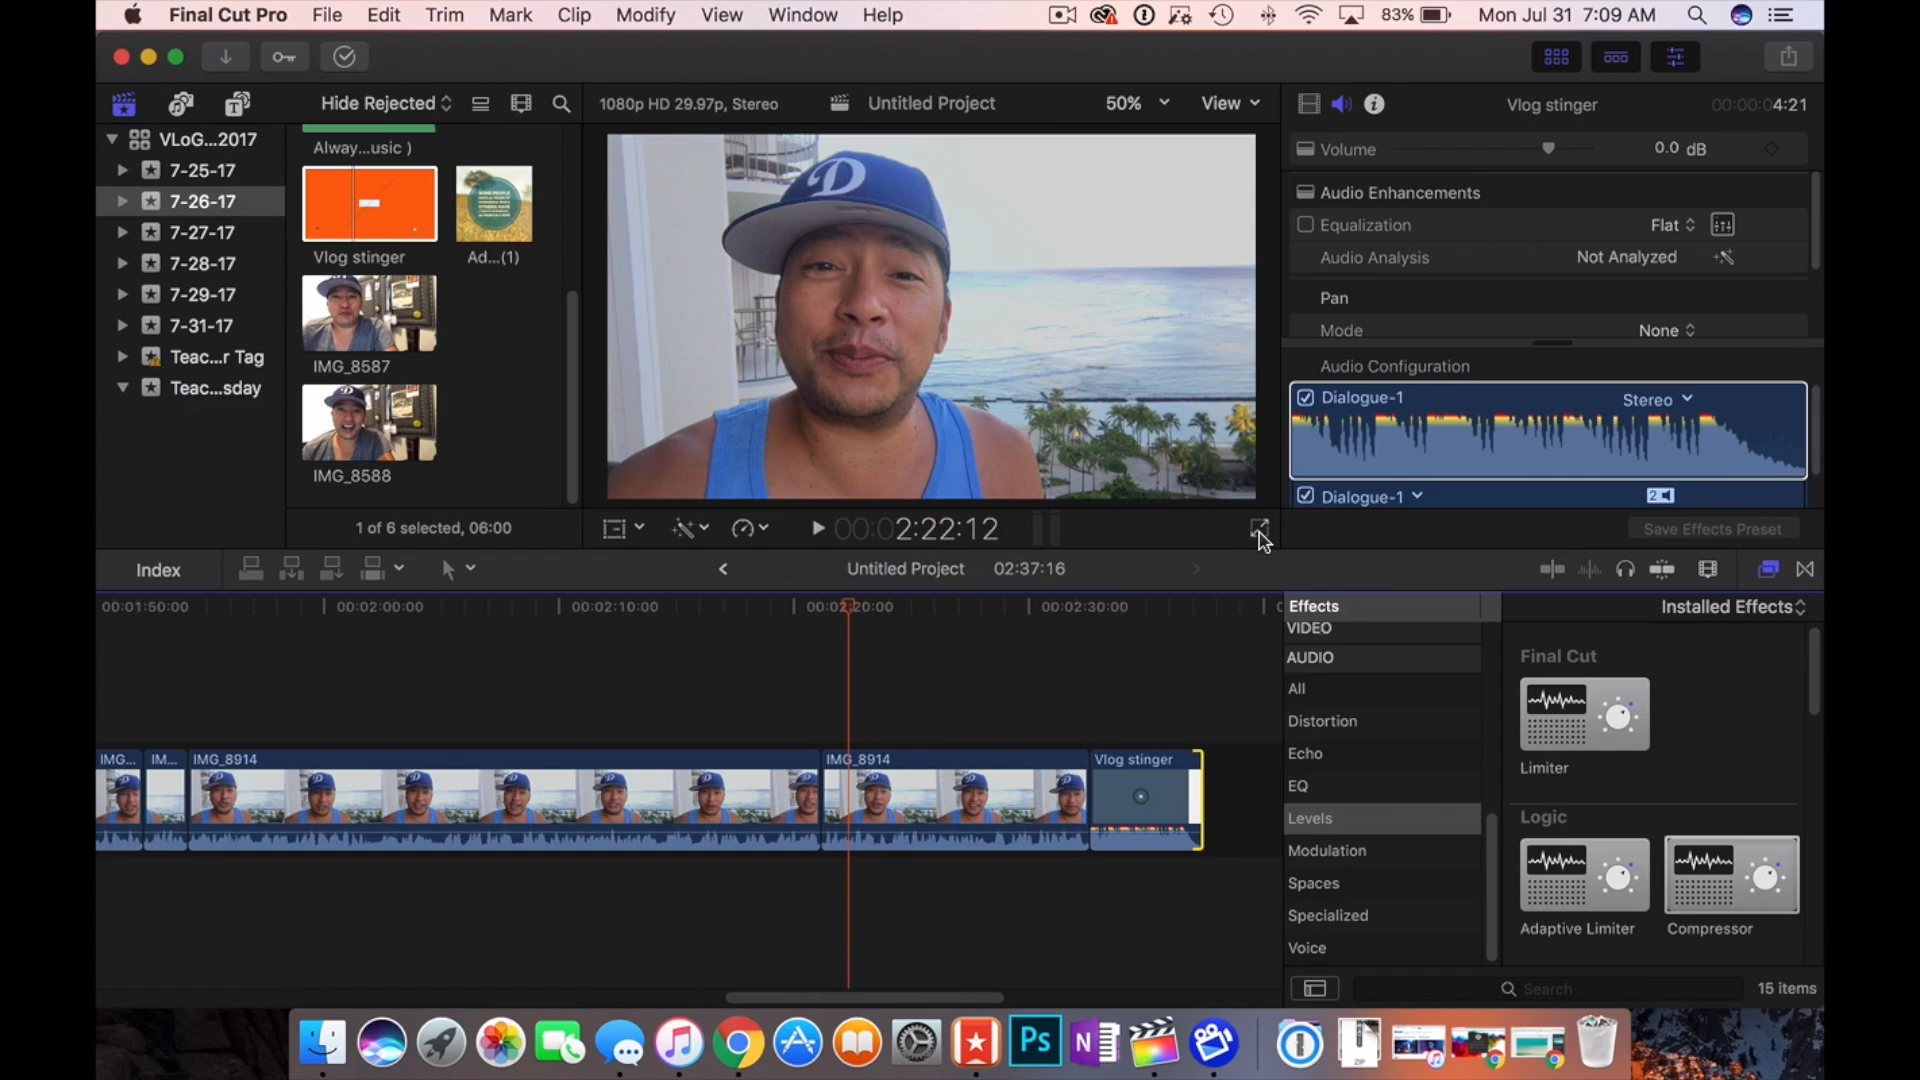 Final Cut Pro File Edit Trim Mark Clip Modify View Window Help 83% Mon Jul 31 7:09 AM
Hide Rejected 1080p HD 29.97p, Stereo Untitled Project 50% View Vlog stinger 00:00:04:21
VLoG...2017
7-25-17
7-26-17
7-27-17
7-28-17
7-29-17
7-31-17
Teac...r Tag
Teac...sday
Alway...usic )
Vlog stinger Ad...(1)
IMG_8587
IMG_8588
1 of 6 selected, 06:00
D
00:02:22:12
Volume 0.0 dB
Audio Enhancements
Equalization Flat
Audio Analysis Not Analyzed
Pan
Mode None
Audio Configuration
Dialogue-1 Stereo
Dialogue-1 2
Save Effects Preset
Index Untitled Project 02:37:16
00:01:50:00 00:02:00:00 00:02:10:00 00:02:20:00 00:02:30:00
IMG... IM... IMG_8914 IMG_8914 Vlog stinger
Effects Installed Effects
VIDEO
AUDIO
All
Distortion
Echo
EQ
Levels
Modulation
Spaces
Specialized
Voice
Final Cut
Limiter
Logic
Adaptive Limiter Compressor
Search 15 items
Ps
N
ZIP